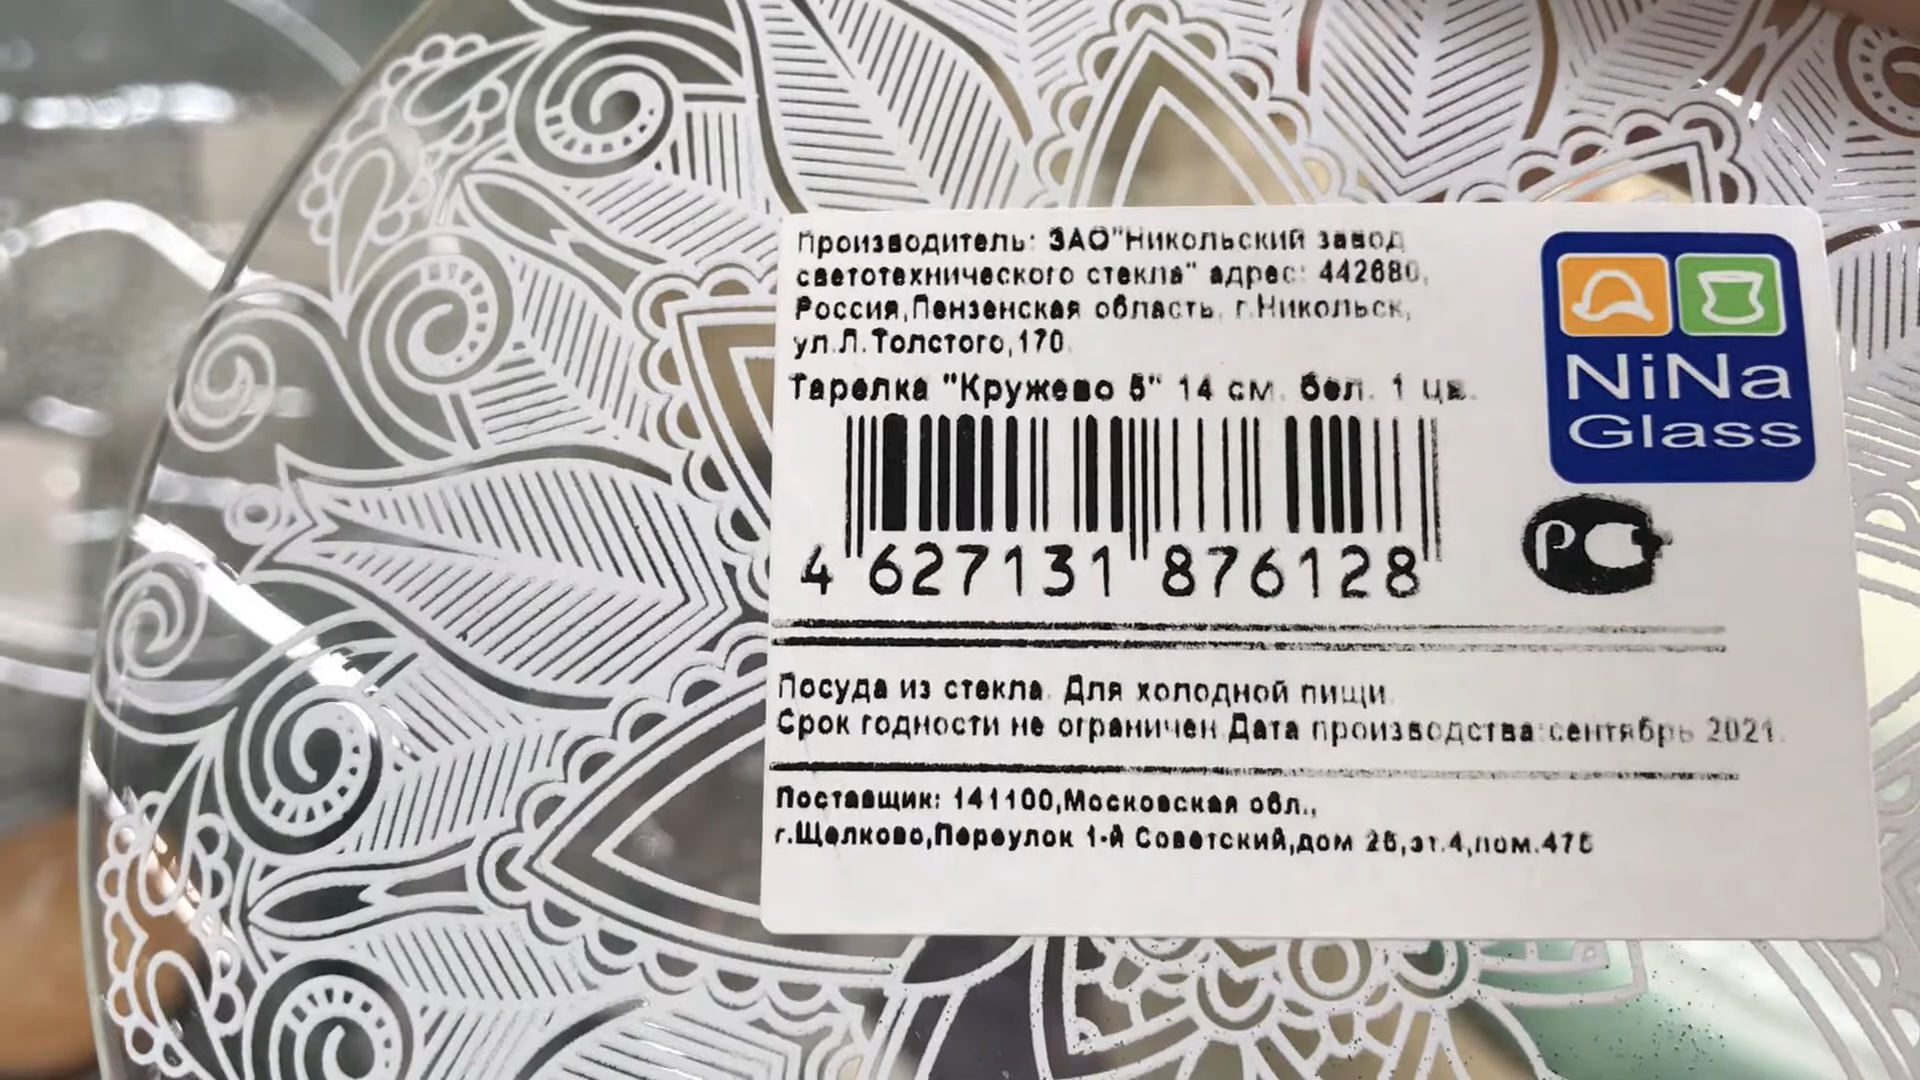 Производитель: ЗАО"Никольский завод
светотехнического стекла" адрес: 442680,
Россия,Пензенская область, г.Никольск,
ул.Л.Толстого,170.
Тарелка "Кружево 5" 14 см. бел. 1 цв.
4 627131 876128
NiNa
Glass
РСТ
Посуда из стекла. Для холодной пищи.
Срок годности не ограничен.Дата производства:сентябрь 2021.
Поставщик: 141100,Московская обл.,
г.Щелково,Переулок 1-й Советский,дом 25,эт.4,пом.475